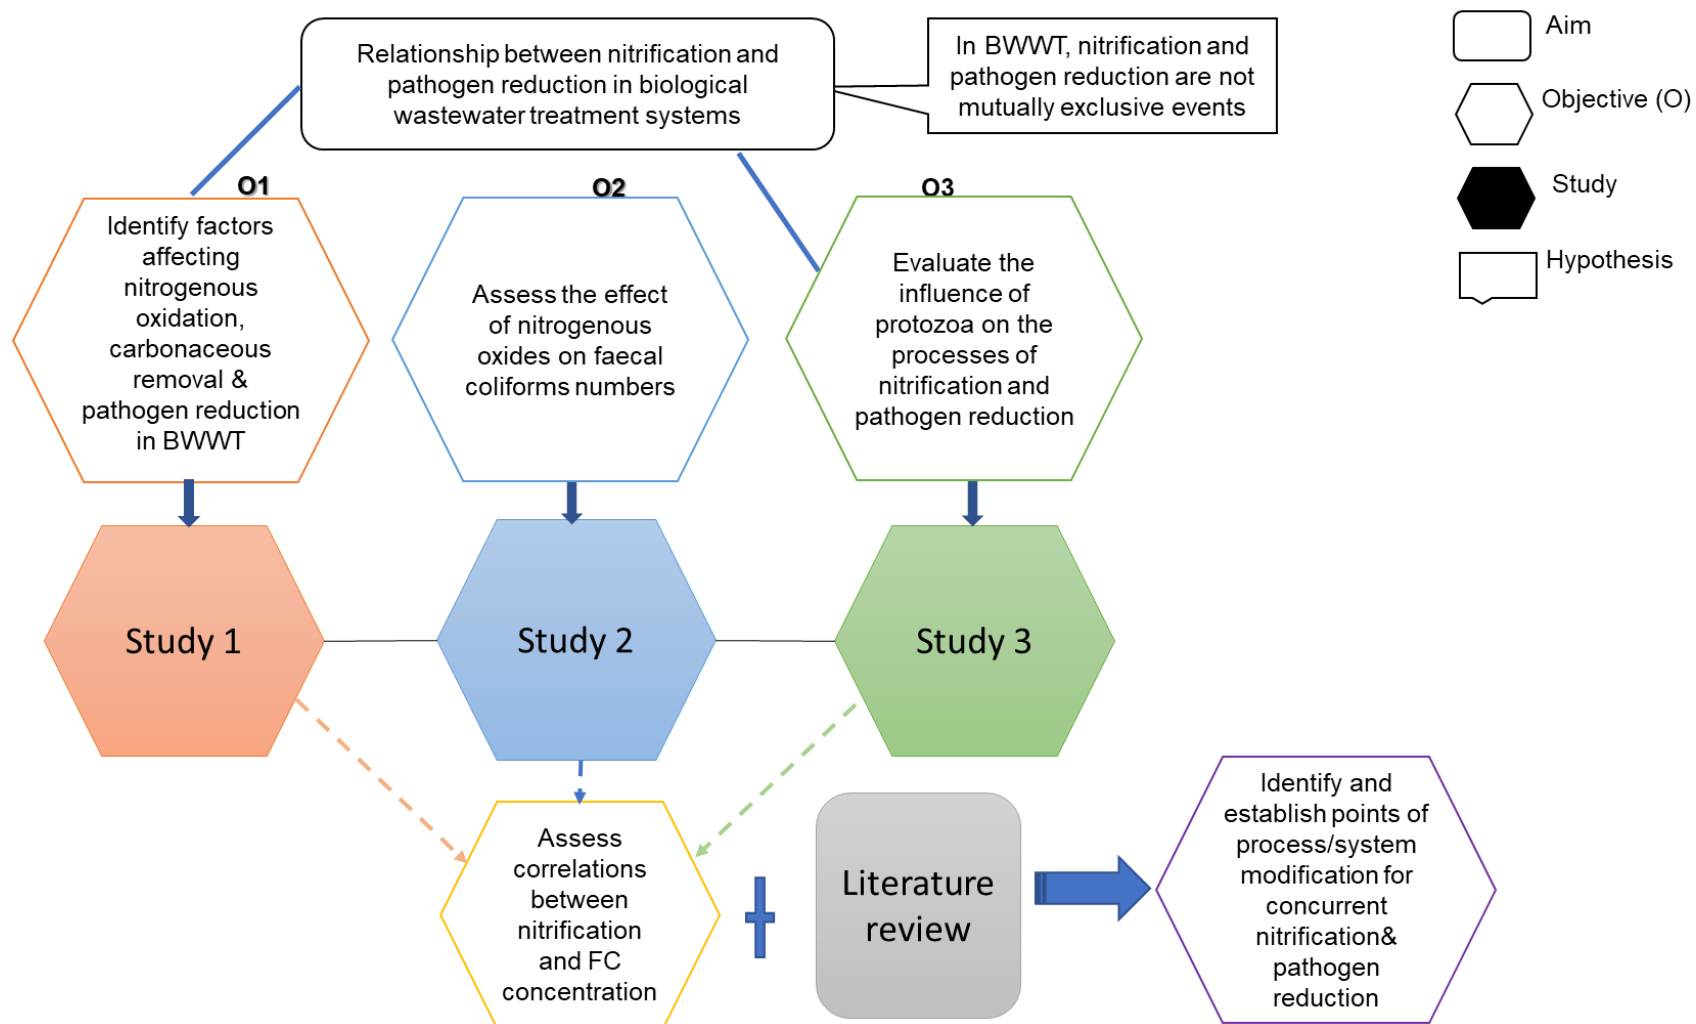 Relationship between nitrification and
pathogen reduction in biological
wastewater treatment systems
In BWWT, nitrification and
pathogen reduction are not
mutually exclusive events
Aim
Objective (O)
Study
Hypothesis
O1
O2
O3
Identify factors
affecting
nitrogenous
oxidation,
carbonaceous
removal &
pathogen reduction
in BWWT
Assess the effect
of nitrogenous
oxides on faecal
coliforms numbers
Evaluate the
influence of
protozoa on the
processes of
nitrification and
pathogen reduction
Study 1
Study 2
Study 3
Assess
correlations
between
nitrification
and FC
concentration
Literature
review
Identify and
establish points of
process/system
modification for
concurrent
nitrification&
pathogen
reduction